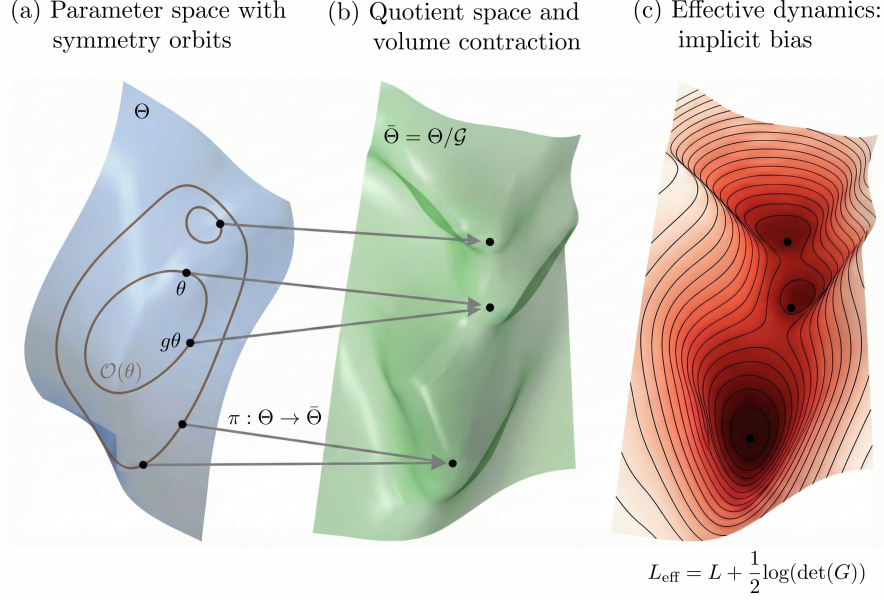 (a) Parameter space with
symmetry orbits
(b) Quotient space and
volume contraction
(c) Effective dynamics:
implicit bias
Θ
Θ̄ = Θ/𝒢
θ
gθ
𝒪(θ)
π : Θ → Θ̄
L_eff = L + 1/2 log(det(G))